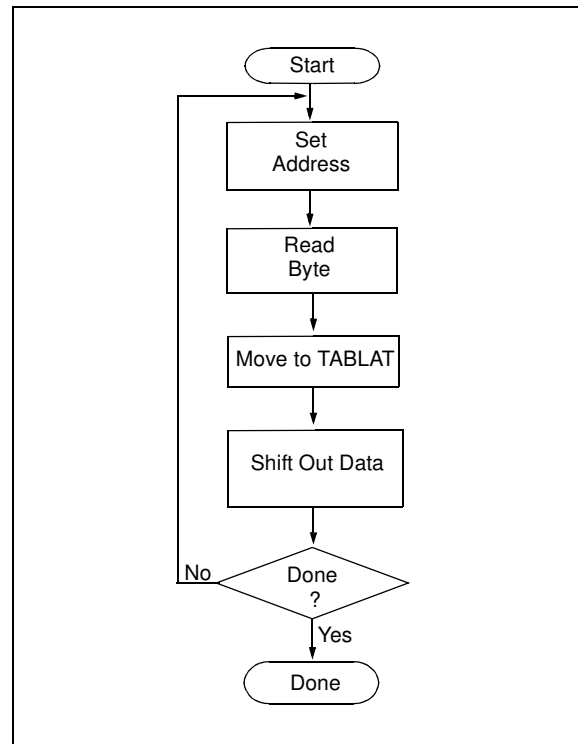 Start
Set
Address
Read
Byte
Move to TABLAT
Shift Out Data
Done
?
No
Yes
Done